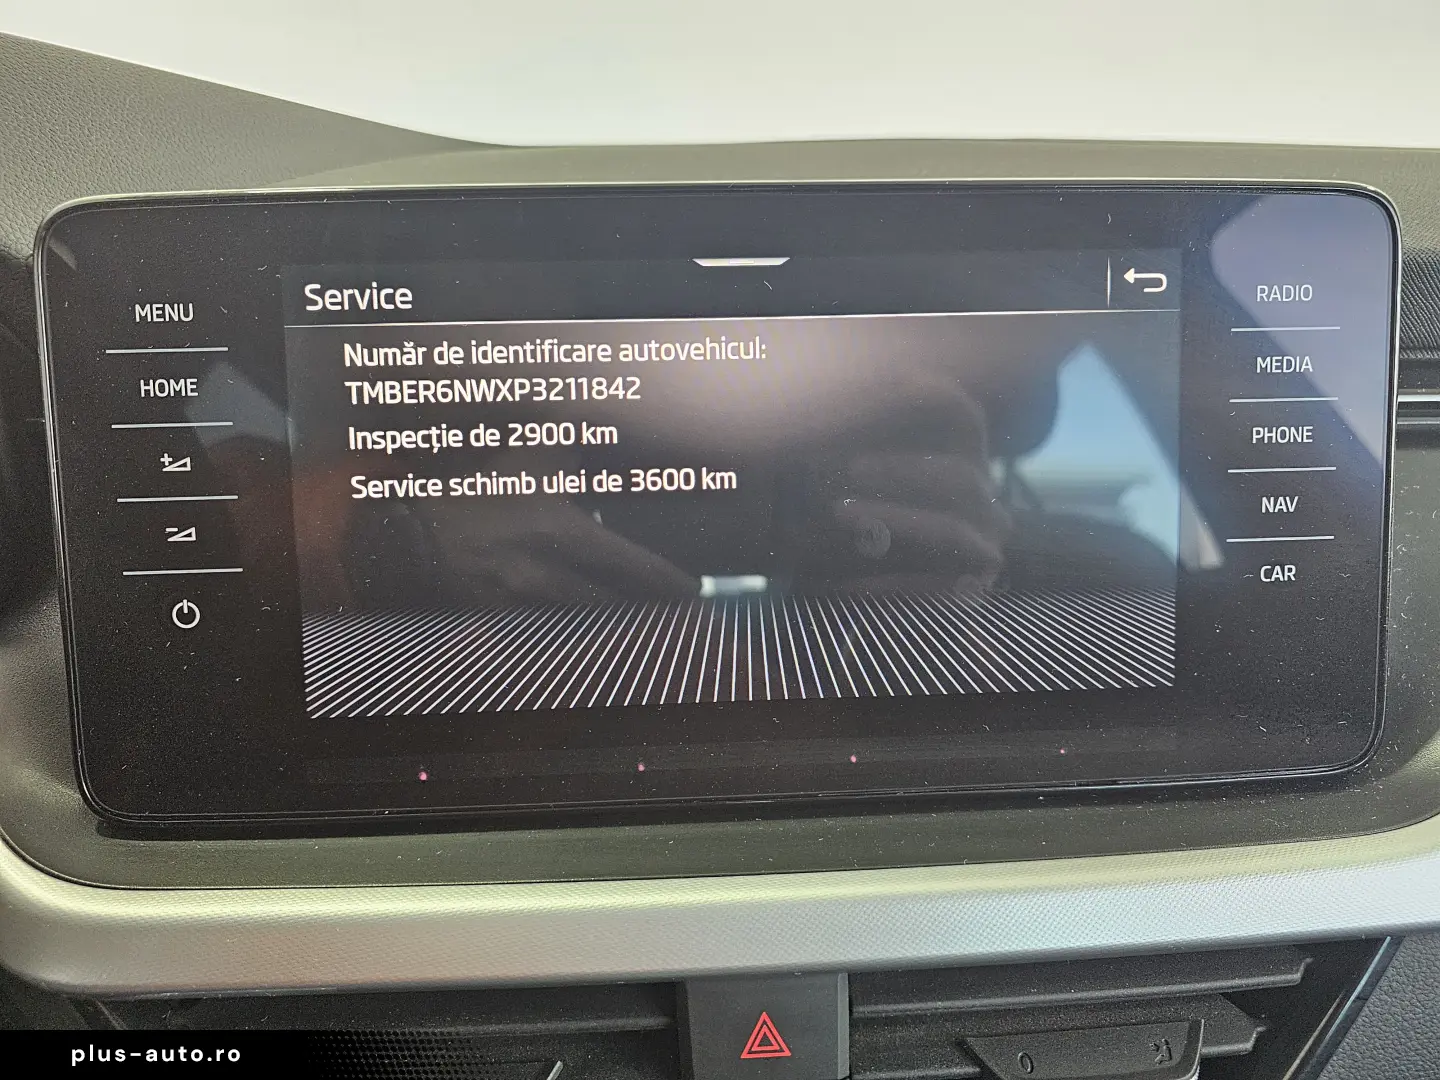 Service
Număr de identificare autovehicul:
TMBER6NWXP3211842
Inspecție de 2900 km
Service schimb ulei de 3600 km
MENU
HOME
RADIO
MEDIA
PHONE
NAV
CAR
0
plus-auto.ro